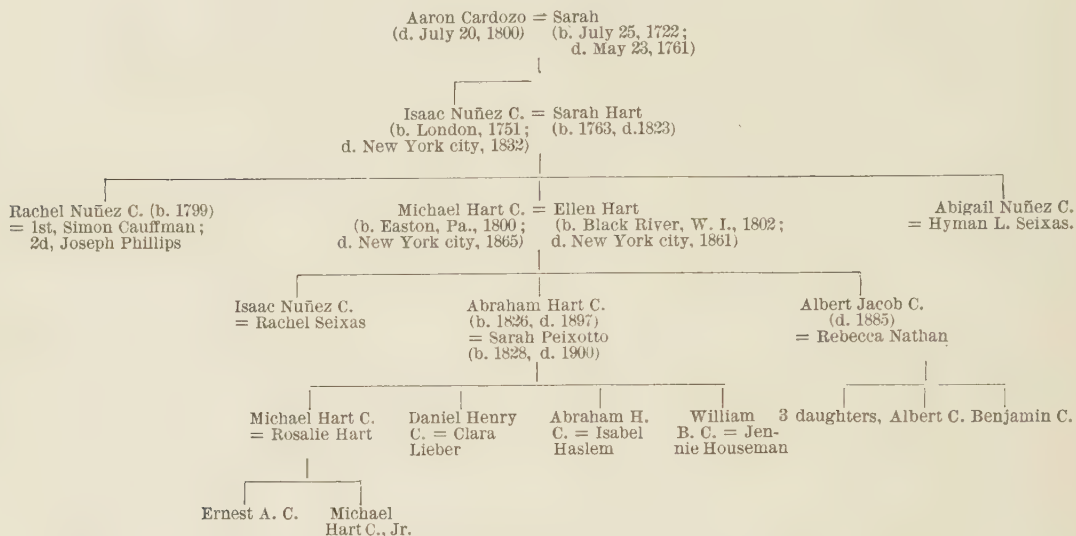 Aaron Cardozo = Sarah
(d. July 20, 1800) (b. July 25, 1722;
d. May 23, 1761)
Isaac Nuñez C. = Sarah Hart
(b. London, 1751; (b. 1763, d.1823)
d. New York city, 1832)
Rachel Nuñez C. (b. 1799)
= 1st, Simon Cauffman;
2d, Joseph Phillips
Michael Hart C. = Ellen Hart
(b. Easton, Pa., 1800; (b. Black River, W. I., 1802;
d. New York city, 1865) d. New York city, 1861)
Abigail Nuñez C.
= Hyman L. Seixas.
Isaac Nuñez C.
= Rachel Seixas
Abraham Hart C.
(b. 1826, d. 1897)
= Sarah Peixotto
(b. 1828, d. 1900)
Albert Jacob C.
(d. 1885)
= Rebecca Nathan
Michael Hart C.
= Rosalie Hart
Daniel Henry
C. = Clara
Lieber
Abraham H.
C. = Isabel
Haslem
William
B. C. = Jen-
nie Houseman
3 daughters, Albert C. Benjamin C.
Ernest A. C.
Michael
Hart C., Jr.